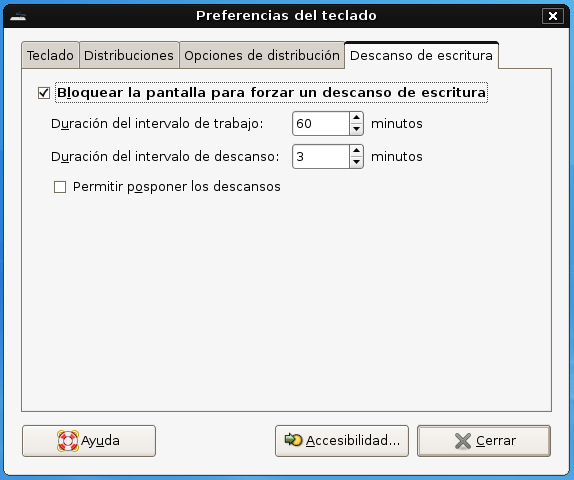 Preferencias del teclado
Teclado Distribuciones Opciones de distribución Descanso de escritura
Bloquear la pantalla para forzar un descanso de escritura
Duración del intervalo de trabajo: 60 minutos
Duración del intervalo de descanso: 3 minutos
Permitir posponer los descansos
Ayuda Accesibilidad... Cerrar